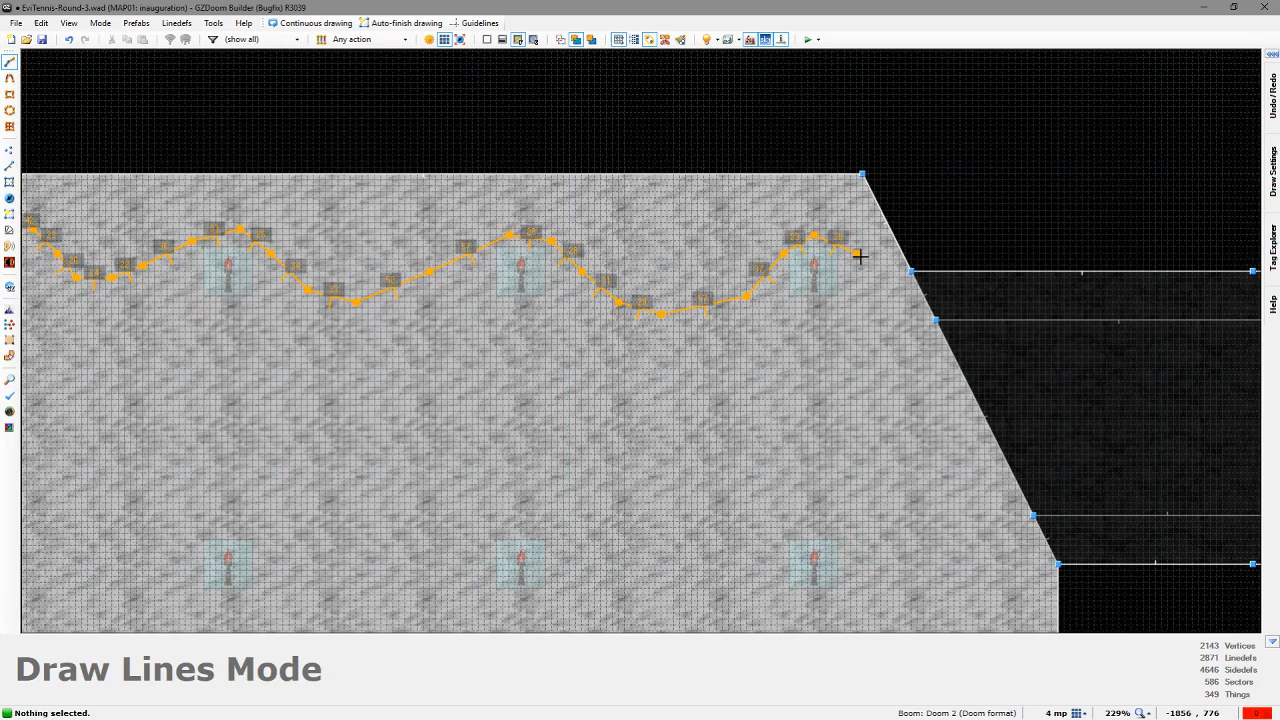 • EviTennis-Round-3.wad (MAP01: inauguration) - GZDoom Builder (Bugfix) R3039
File Edit View Mode Prefabs Linedefs Tools Help Continuous drawing Auto-finish drawing Guidelines
(show all) Any action
Undo / Redo
Draw Settings
Tag Explorer
Help
Draw Lines Mode
2143 Vertices
2871 Linedefs
4646 Sidedefs
586 Sectors
349 Things
Nothing selected.
Boom: Doom 2 (Doom format) 4 mp 229% -1856 , 776